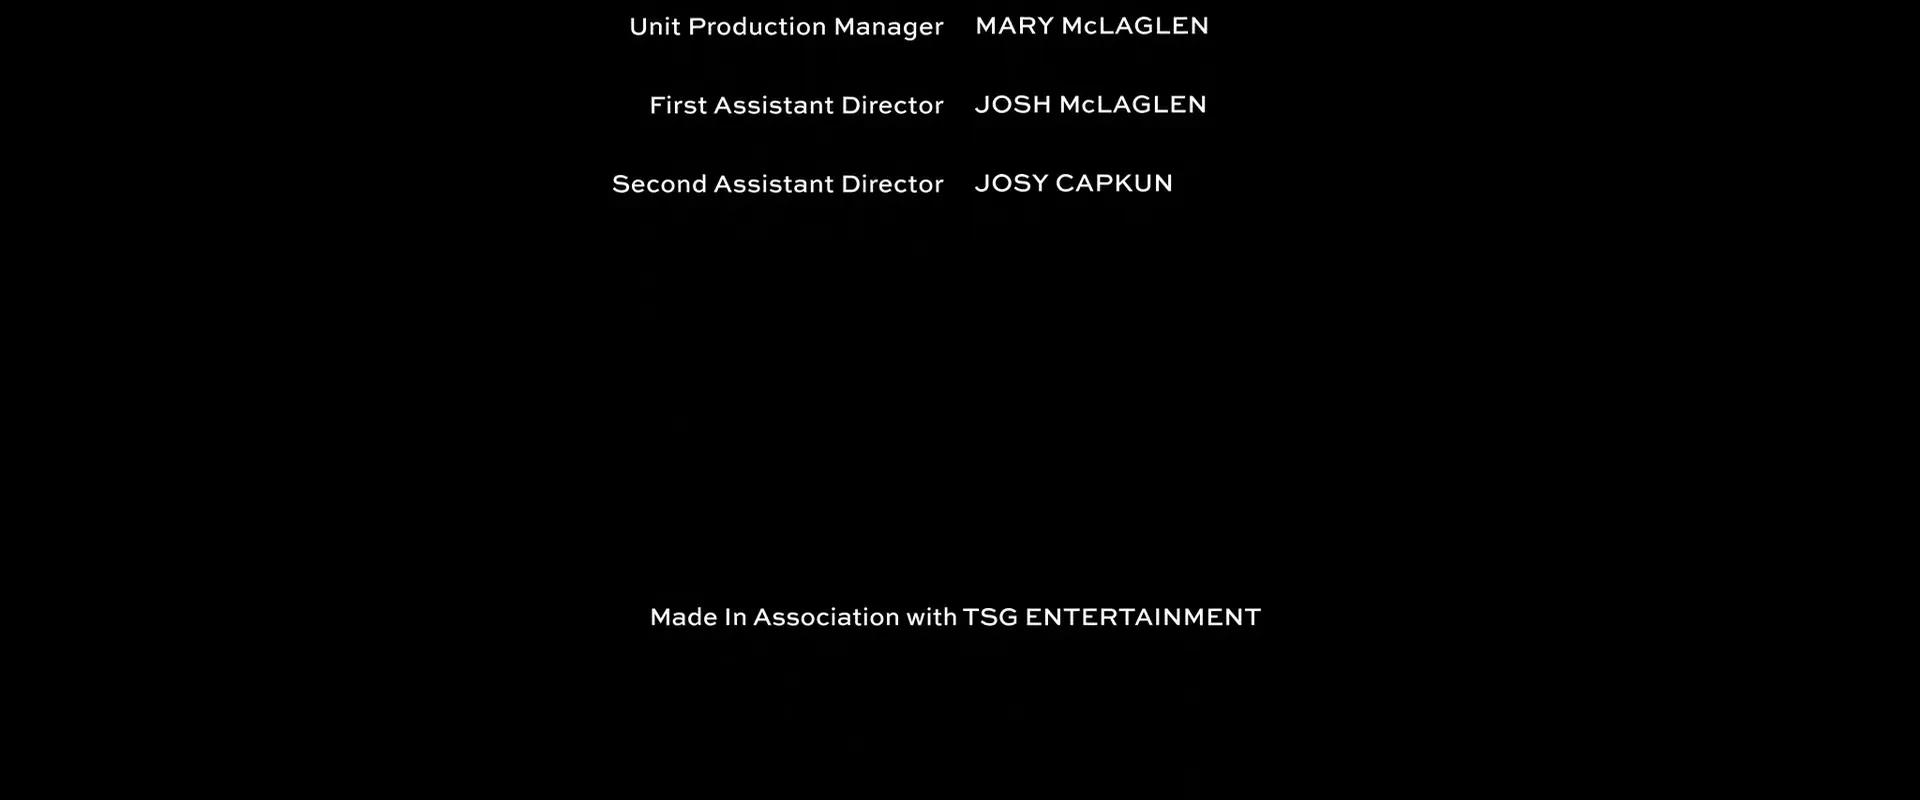 Unit Production Manager MARY McLAGLEN
First Assistant Director JOSH McLAGLEN
Second Assistant Director JOSY CAPKUN
Made In Association with TSG ENTERTAINMENT